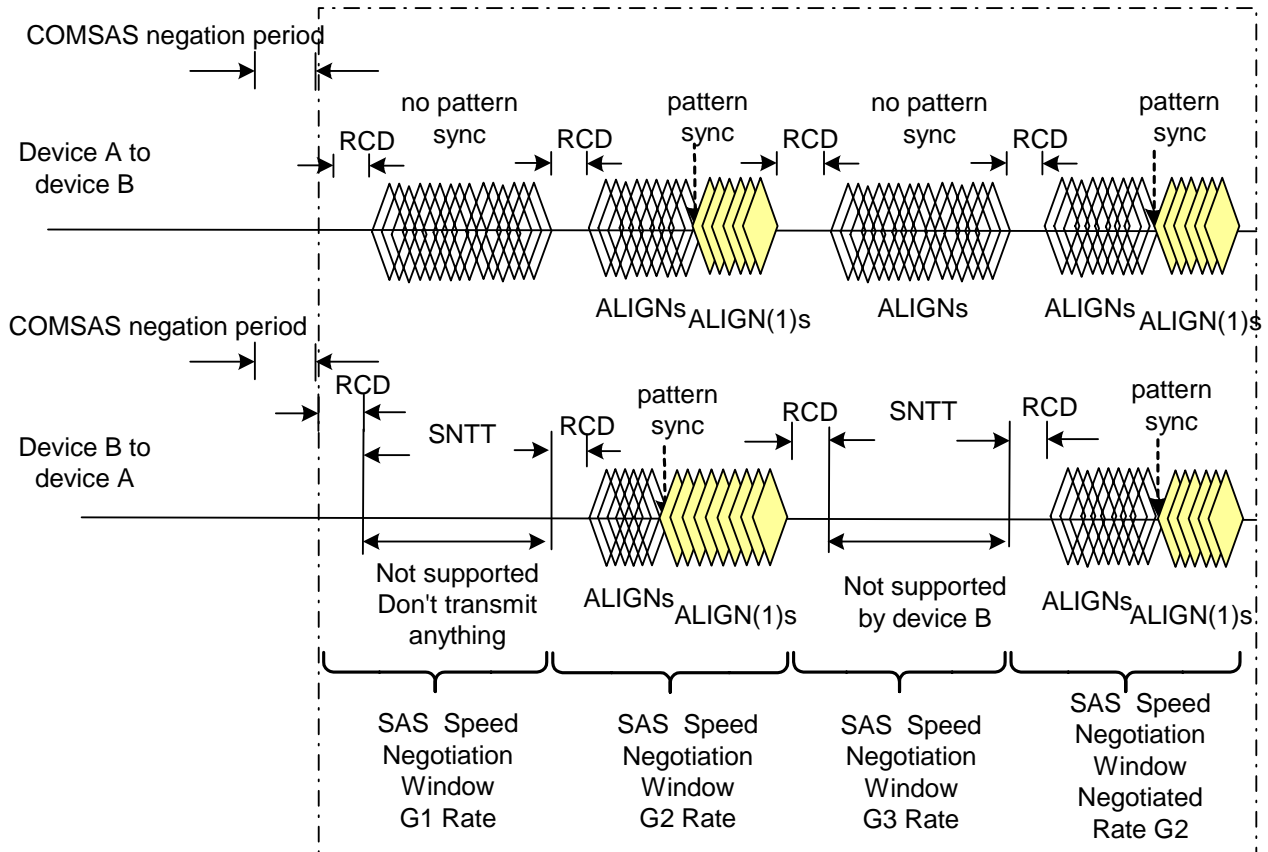 COMSAS negation period
no pattern
sync
pattern
sync
no pattern
sync
pattern
sync
RCD
RCD
RCD
RCD
Device A to
device B
ALIGNs
ALIGN(1)s
ALIGNs
ALIGNs
ALIGN(1)s
COMSAS negation period
RCD
SNTT
RCD
pattern
sync
RCD
SNTT
RCD
pattern
sync
Device B to
device A
Not supported
Don't transmit
anything
ALIGNs
ALIGN(1)s
Not supported
by device B
ALIGNs
ALIGN(1)s
SAS Speed
Negotiation
Window
G1 Rate
SAS Speed
Negotiation
Window
G2 Rate
SAS Speed
Negotiation
Window
G3 Rate
SAS Speed
Negotiation
Window
Negotiated
Rate G2